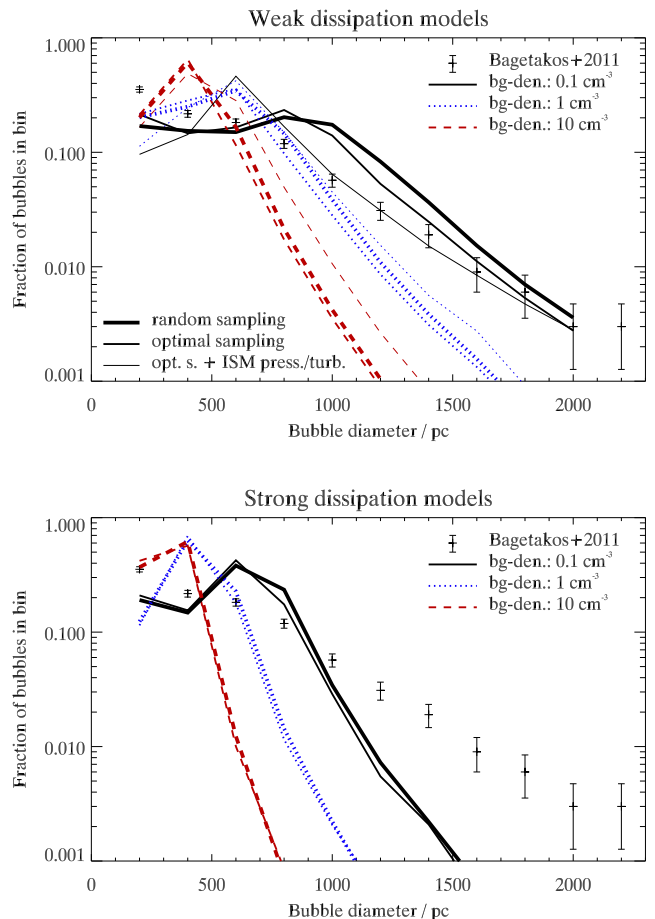 Weak dissipation models
1.000
0.100
0.010
0.001
Fraction of bubbles in bin
Bagetakos+2011
bg-den.: 0.1 cm⁻³
bg-den.: 1 cm⁻³
bg-den.: 10 cm⁻³
random sampling
optimal sampling
opt. s. + ISM press./turb.
0 500 1000 1500 2000
Bubble diameter / pc
Strong dissipation models
1.000
0.100
0.010
0.001
Fraction of bubbles in bin
Bagetakos+2011
bg-den.: 0.1 cm⁻³
bg-den.: 1 cm⁻³
bg-den.: 10 cm⁻³
0 500 1000 1500 2000
Bubble diameter / pc